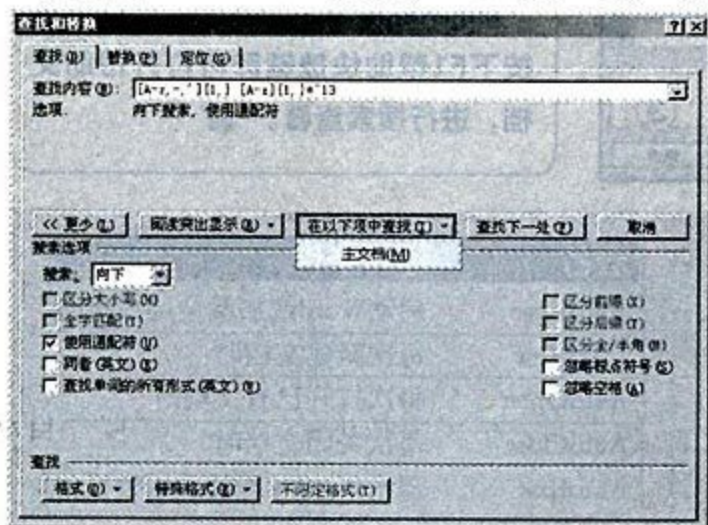 查找和替换
查找(D) 替换(P) 定位(G)
查找内容(N): [A-z,-,']{1,} [A-z]{1,}*^13
选项: 向下搜索, 使用通配符
<< 更少(L) 阅读突出显示(R) 在以下项中查找(I) 查找下一处(F) 取消
主文档(M)
搜索选项
搜索: 向下
区分大小写(H) 区分前缀(X)
全字匹配(Y) 区分后缀(T)
使用通配符(U) 区分全/半角(M)
同音(英文)(K) 忽略标点符号(S)
查找单词的所有形式(英文)(W) 忽略空格(A)
查找
格式(O) 特殊格式(E) 不限定格式(T)